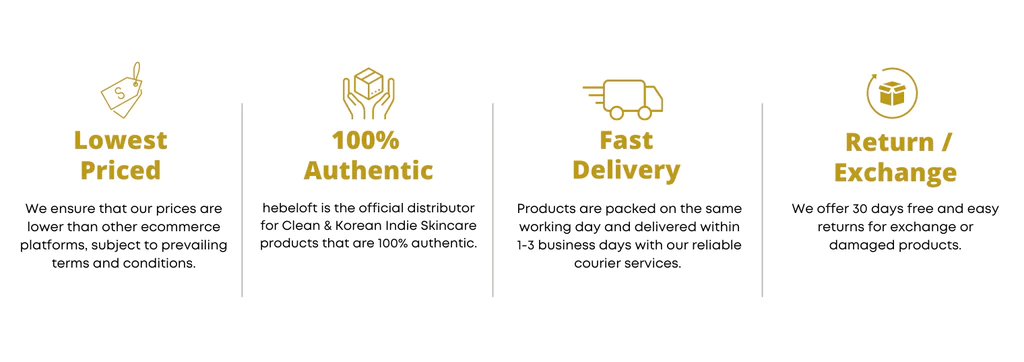 Lowest
Priced
We ensure that our prices are
lower than other ecommerce
platforms, subject to prevailing
terms and conditions.
100%
Authentic
hebeloft is the official distributor
for Clean & Korean Indie Skincare
products that are 100% authentic.
Fast
Delivery
Products are packed on the same
working day and delivered within
1-3 business days with our reliable
courier services.
Return /
Exchange
We offer 30 days free and easy
returns for exchange or
damaged products.